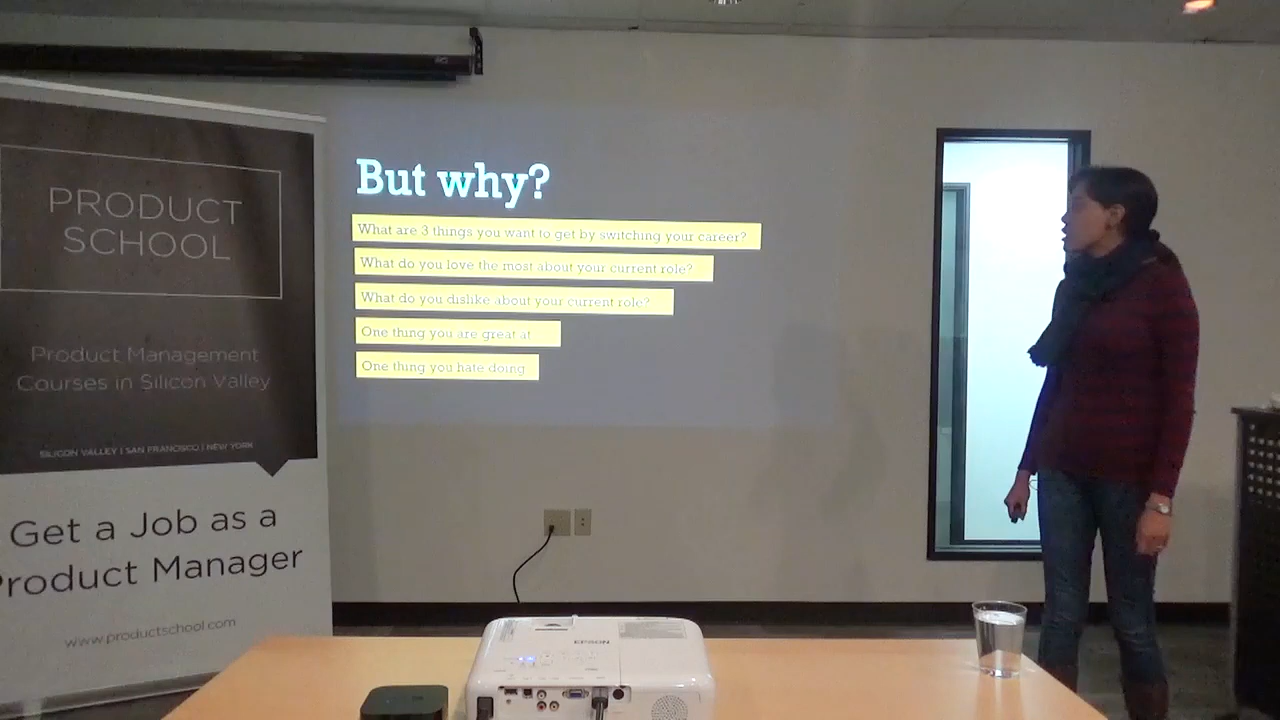 PRODUCT
SCHOOL
Product Management
Courses in Silicon Valley
SILICON VALLEY | SAN FRANCISCO | NEW YORK
Get a Job as a
Product Manager
www.productschool.com
But why?
What are 3 things you want to get by switching your career?
What do you love the most about your current role?
What do you dislike about your current role?
One thing you are great at
One thing you hate doing
EPSON